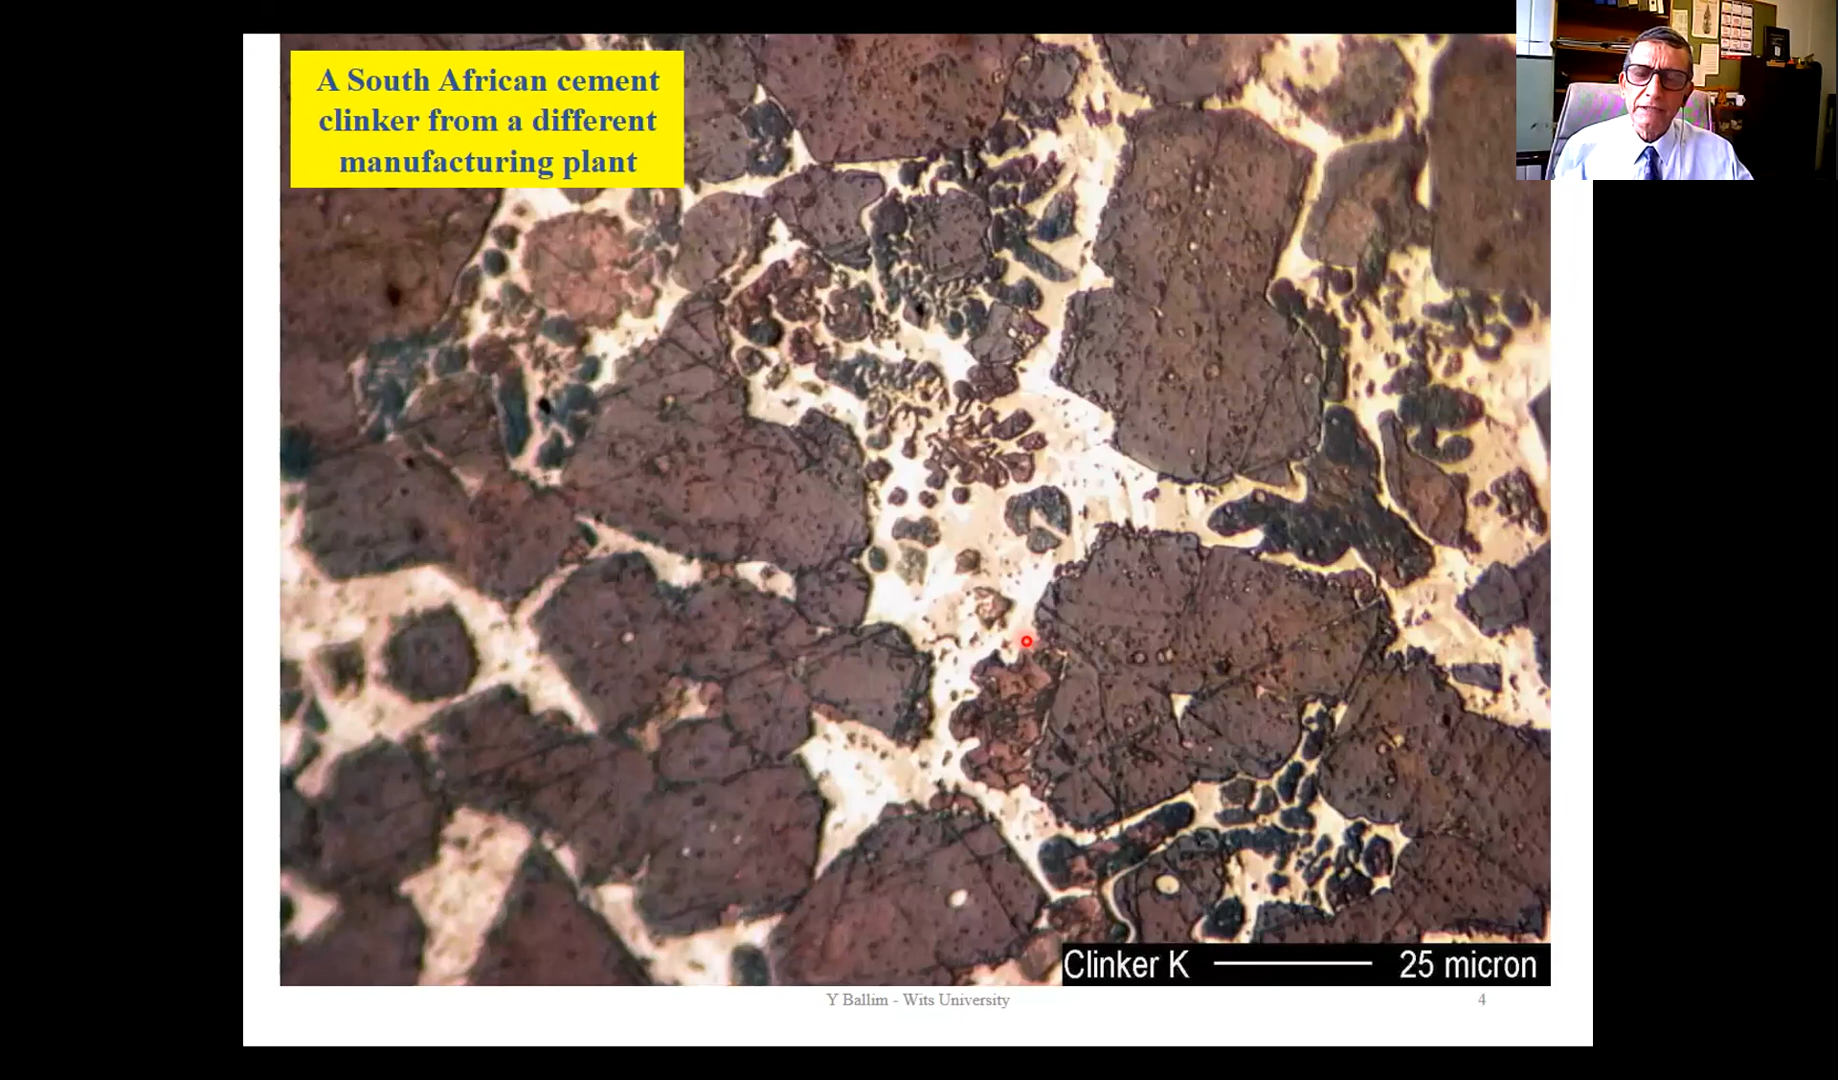 A South African cement
clinker from a different
manufacturing plant
Clinker K
25 micron
Y Ballim - Wits University
4